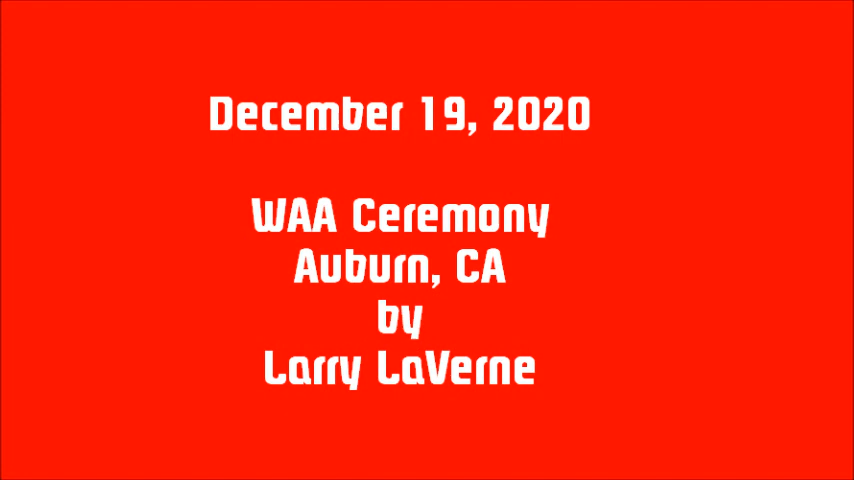 December 19, 2020
WAA Ceremony
Auburn, CA
by
Larry LaVerne